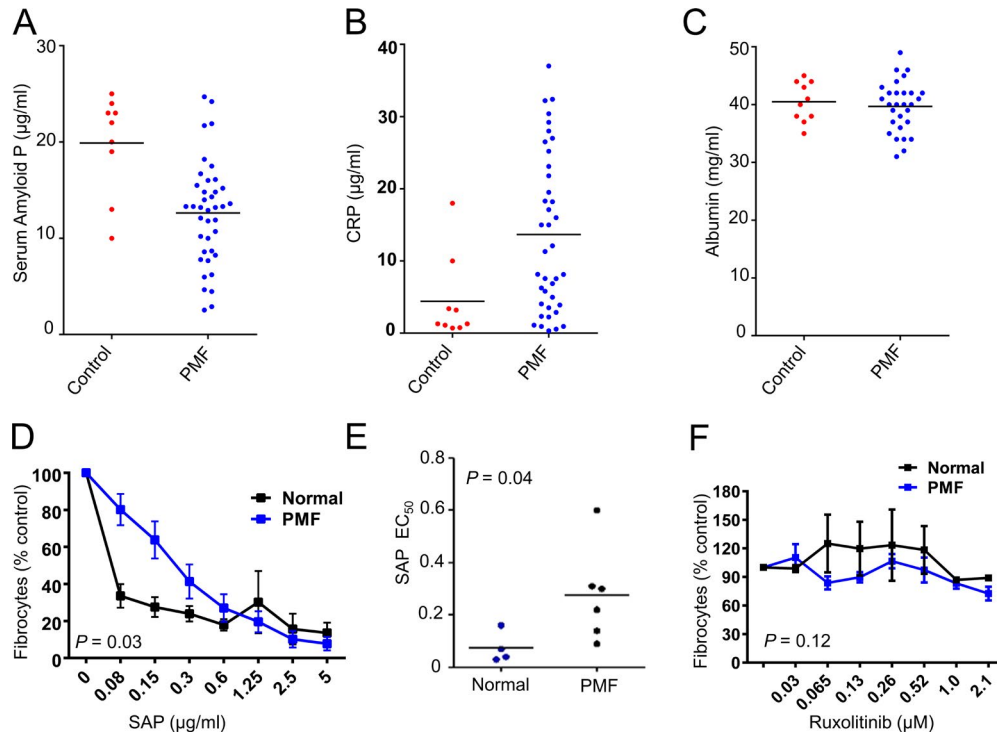 A
Serum Amyloid P (µg/ml)
30
20
10
0
Control
PMF
B
CRP (µg/ml)
40
30
20
10
0
Control
PMF
C
Albumin (mg/ml)
50
40
30
20
10
0
Control
PMF
D
Fibrocytes (% control)
100
80
60
40
20
0
Normal
PMF
P = 0.03
0
0.08
0.15
0.3
0.6
1.25
2.5
5
SAP (µg/ml)
E
SAP EC50
0.8
0.6
0.4
0.2
0
P = 0.04
Normal
PMF
F
Normal
PMF
Fibrocytes (% control)
180
150
120
90
60
30
0
P = 0.12
0.03
0.065
0.13
0.26
0.52
1.0
2.1
Ruxolitinib (µM)